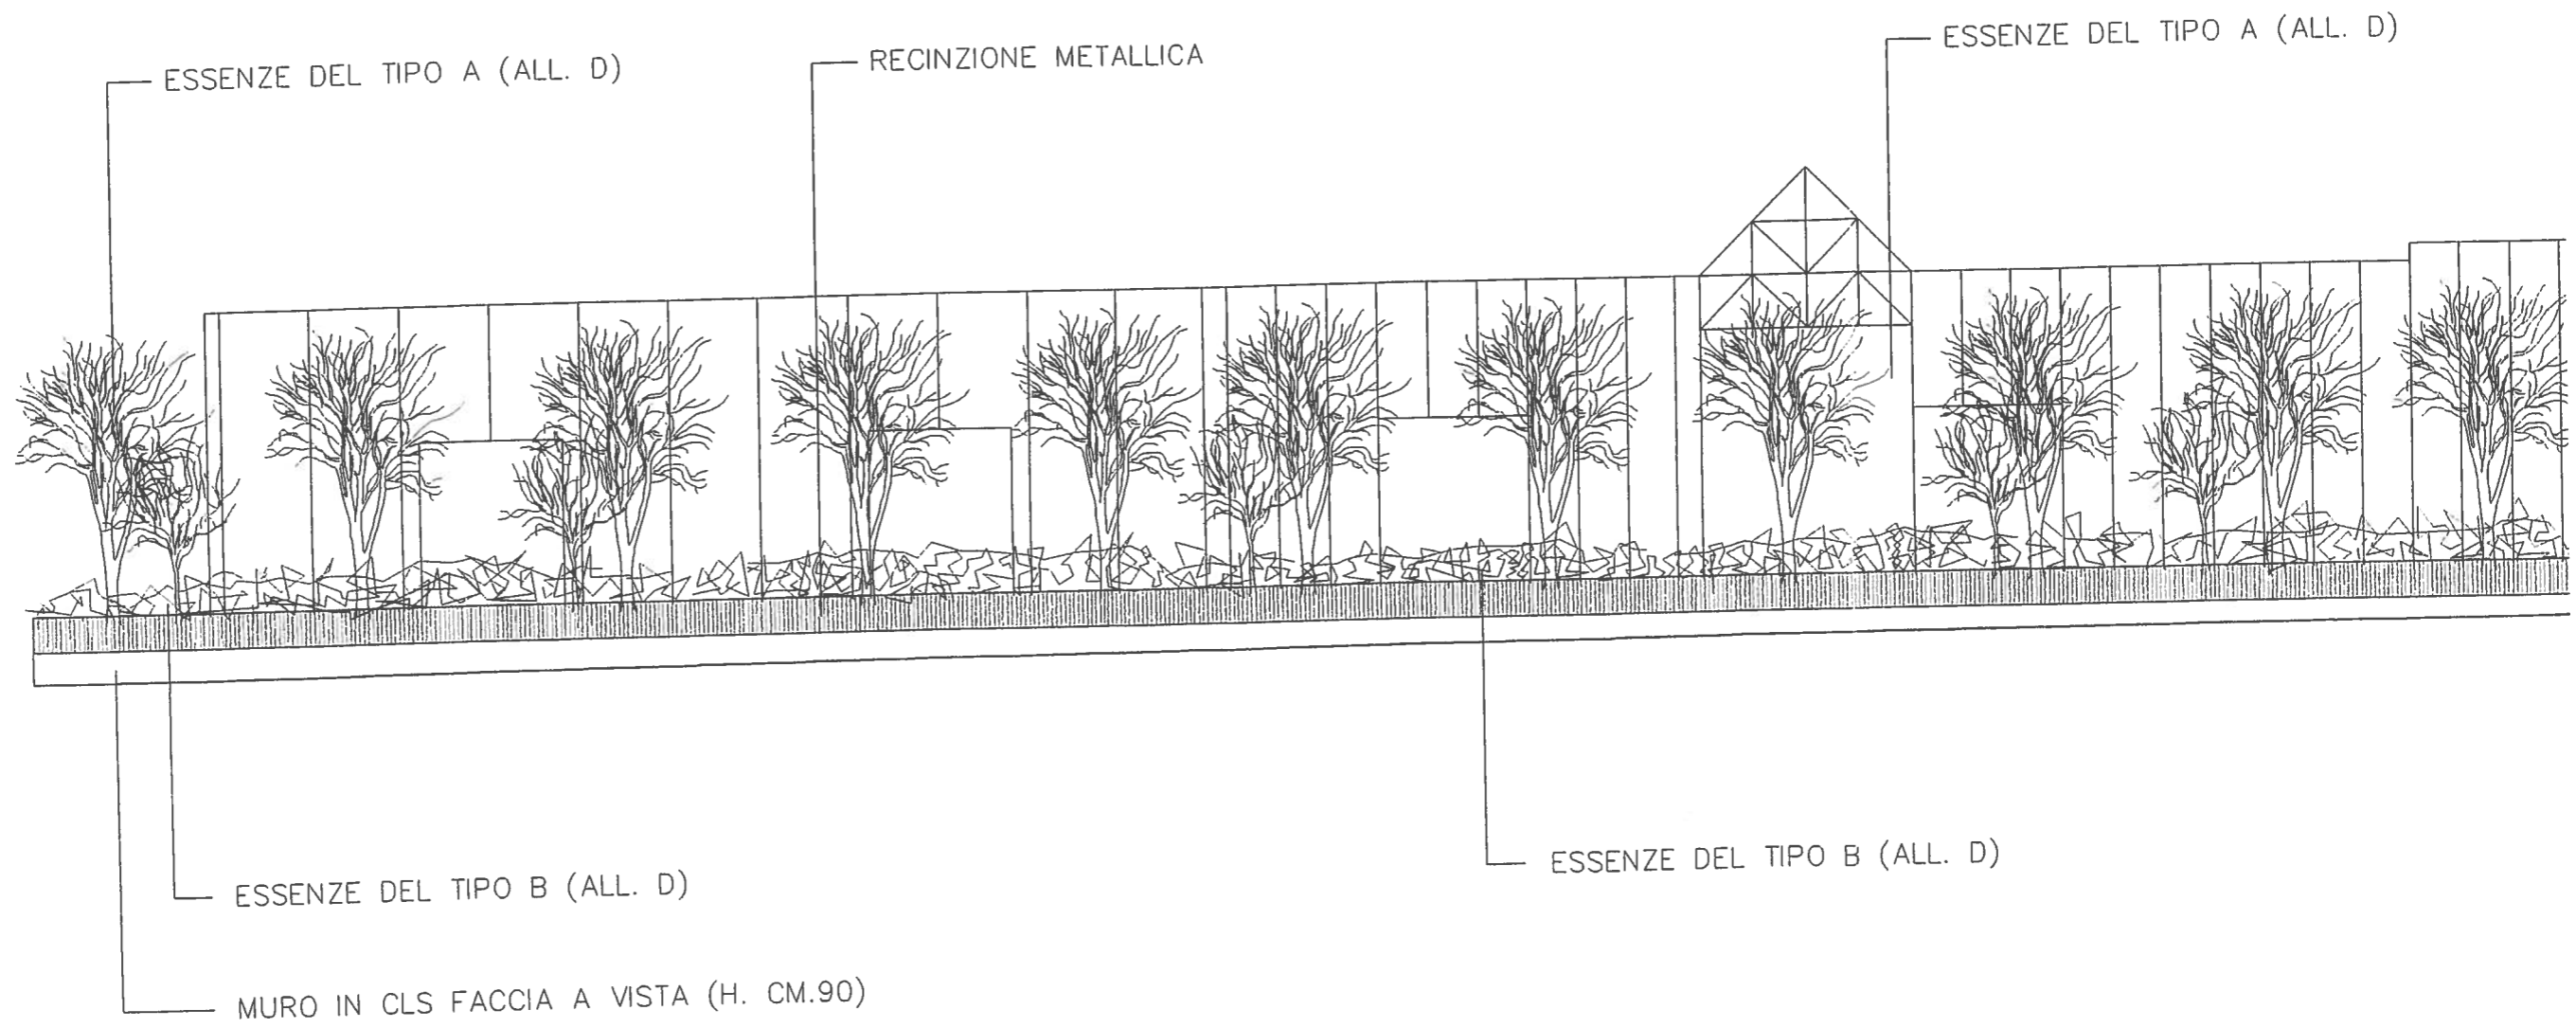 ESSENZE DEL TIPO A (ALL. D)
RECINZIONE METALLICA
ESSENZE DEL TIPO A (ALL. D)
ESSENZE DEL TIPO B (ALL. D)
ESSENZE DEL TIPO B (ALL. D)
MURO IN CLS FACCIA A VISTA (H. CM.90)